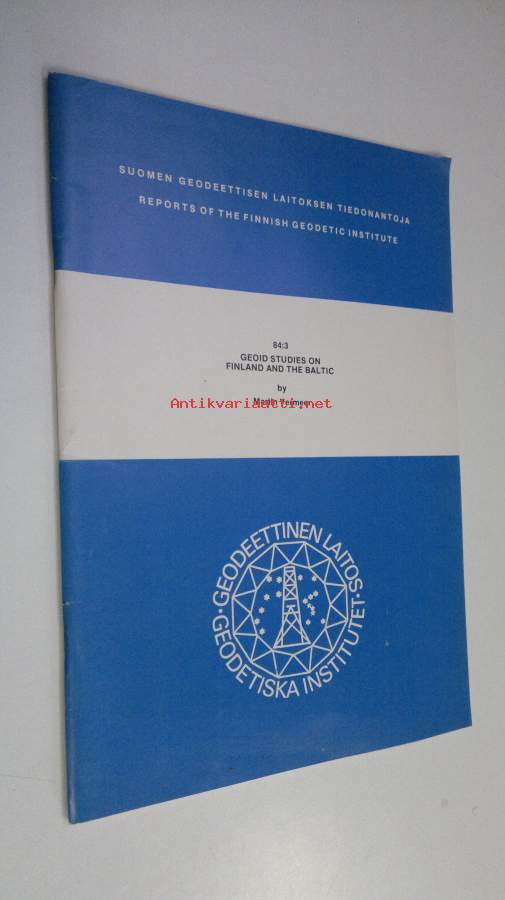 SUOMEN GEODEETTISEN LAITOKSEN TIEDONANTOJA
REPORTS OF THE FINNISH GEODETIC INSTITUTE
84:3
GEOID STUDIES ON
FINLAND AND THE BALTIC
by
Antikvariaatti.net
·GEODEETTINEN LAITOS·
GEODETISKA INSTITUTET